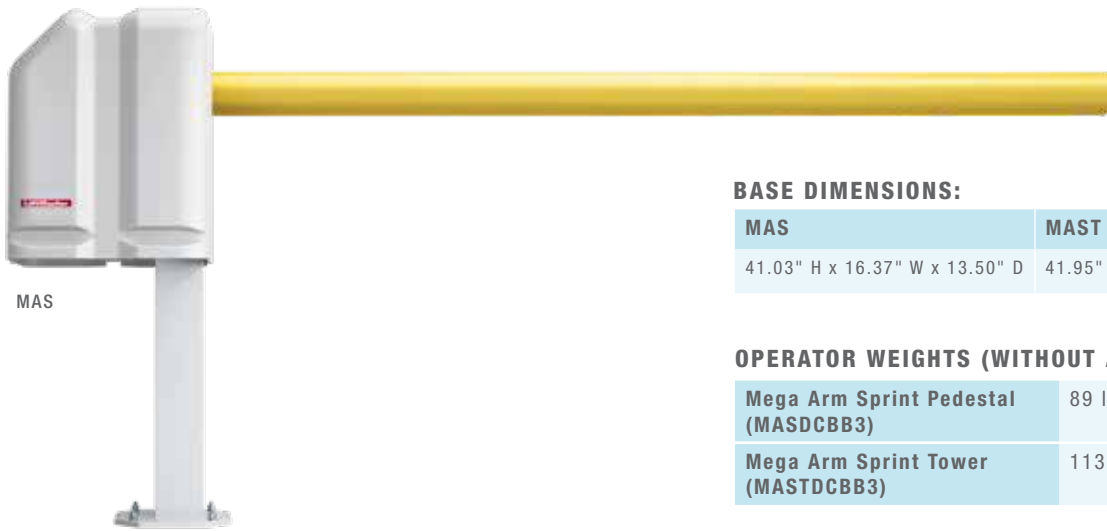 MAS
BASE DIMENSIONS:
MAS MAST
41.03" H x 16.37" W x 13.50" D 41.95"
OPERATOR WEIGHTS (WITHOUT
Mega Arm Sprint Pedestal 89
(MASDCBB3)
Mega Arm Sprint Tower 113
(MASTDCBB3)